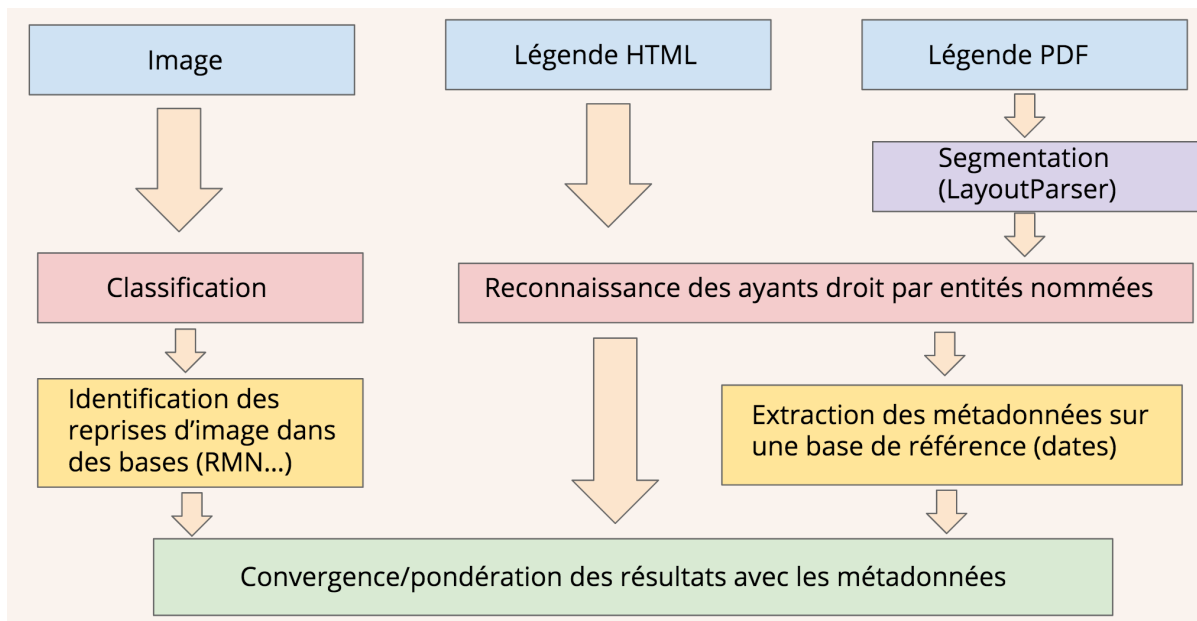 Image
Légende HTML
Légende PDF
Segmentation
(LayoutParser)
Classification
Reconnaissance des ayants droit par entités nommées
Identification des
reprises d’image dans
des bases (RMN...)
Extraction des métadonnées sur
une base de référence (dates)
Convergence/pondération des résultats avec les métadonnées